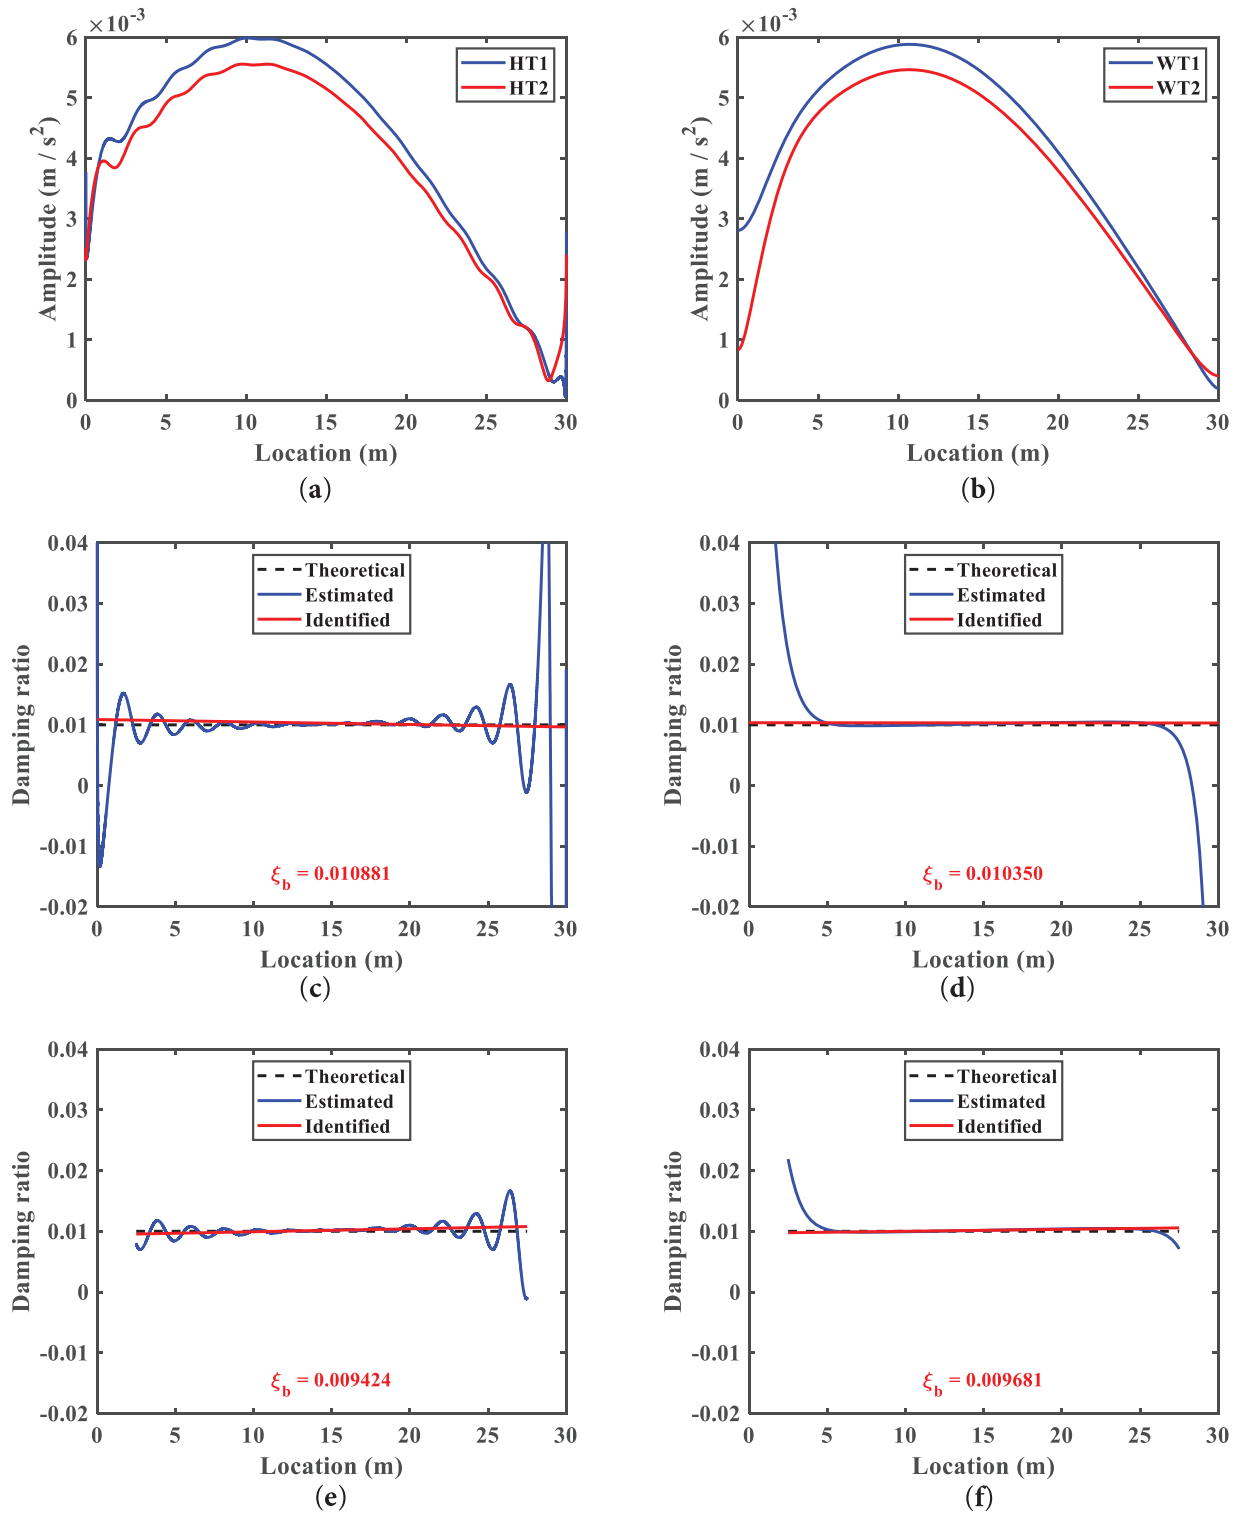 ×10⁻³
6
5
4
3
2
1
0
Amplitude (m / s²)
HT1
HT2
0 5 10 15 20 25 30
Location (m)
(a)
×10⁻³
6
5
4
3
2
1
0
Amplitude (m / s²)
WT1
WT2
0 5 10 15 20 25 30
Location (m)
(b)
0.04
0.03
0.02
0.01
0
-0.01
-0.02
Damping ratio
Theoretical
Estimated
Identified
ξb = 0.010881
0 5 10 15 20 25 30
Location (m)
(c)
0.04
0.03
0.02
0.01
0
-0.01
-0.02
Damping ratio
Theoretical
Estimated
Identified
ξb = 0.010350
0 5 10 15 20 25 30
Location (m)
(d)
0.04
0.03
0.02
0.01
0
-0.01
-0.02
Damping ratio
Theoretical
Estimated
Identified
ξb = 0.009424
0 5 10 15 20 25 30
Location (m)
(e)
0.04
0.03
0.02
0.01
0
-0.01
-0.02
Damping ratio
Theoretical
Estimated
Identified
ξb = 0.009681
0 5 10 15 20 25 30
Location (m)
(f)